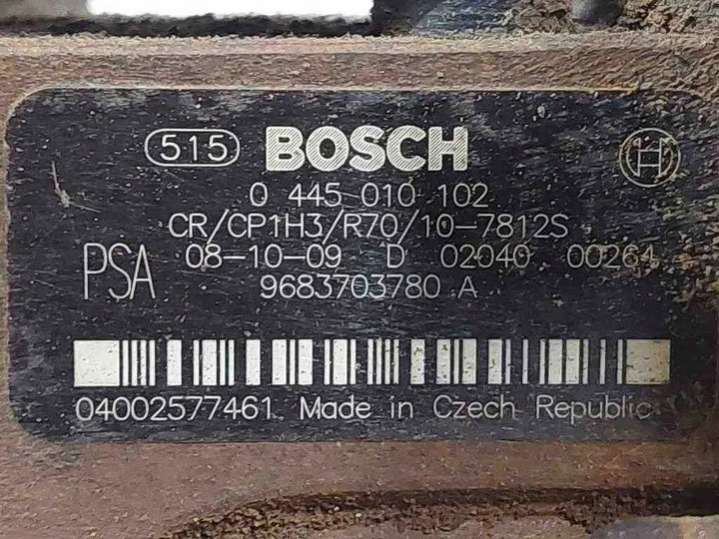 515 BOSCH
0 445 010 102
CR/CP1H3/R70/10-7812S
08-10-09 D 02040 00264
PSA 9683703780 A
04002577461 Made in Czech Republic